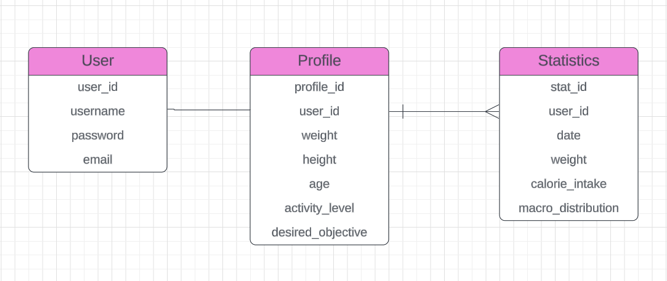 User
user_id
username
password
email
Profile
profile_id
user_id
weight
height
age
activity_level
desired_objective
Statistics
stat_id
user_id
date
weight
calorie_intake
macro_distribution